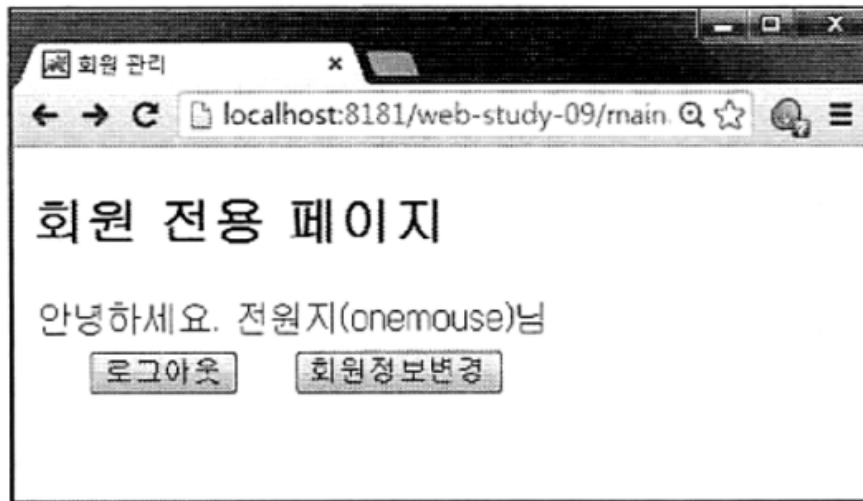 회원 관리
localhost:8181/web-study-09/main.
회원 전용 페이지
안녕하세요. 전원지(onemouse)님
로그아웃 회원정보변경